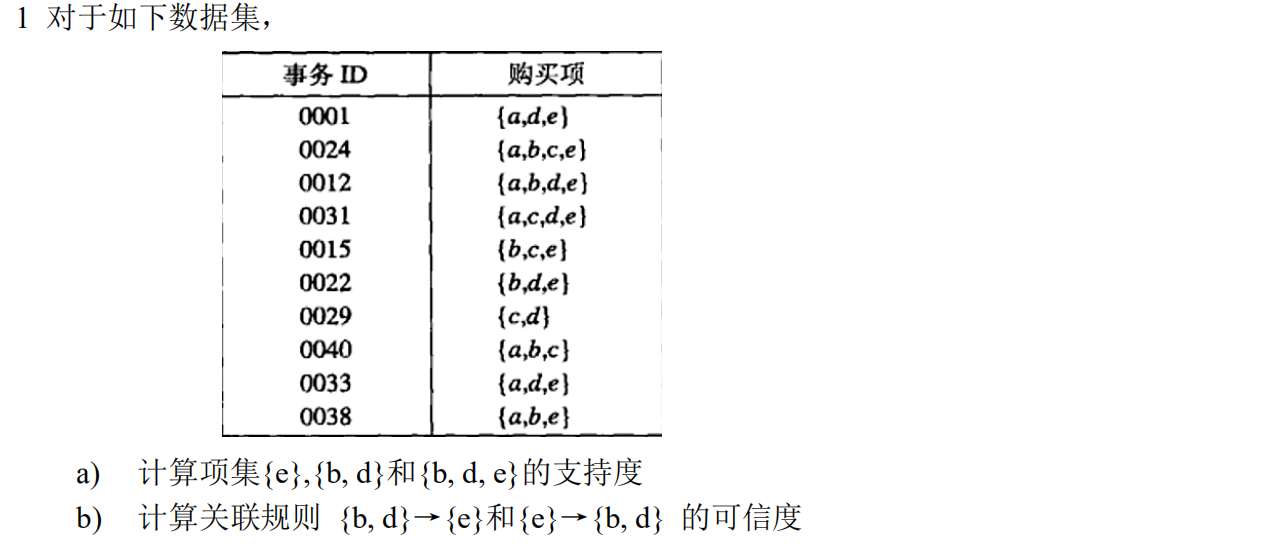 1 对于如下数据集，
事务 ID 购买项
0001 {a,d,e}
0024 {a,b,c,e}
0012 {a,b,d,e}
0031 {a,c,d,e}
0015 {b,c,e}
0022 {b,d,e}
0029 {c,d}
0040 {a,b,c}
0033 {a,d,e}
0038 {a,b,e}
a) 计算项集{e},{b, d}和{b, d, e}的支持度
b) 计算关联规则 {b, d}→{e}和{e}→{b, d} 的可信度